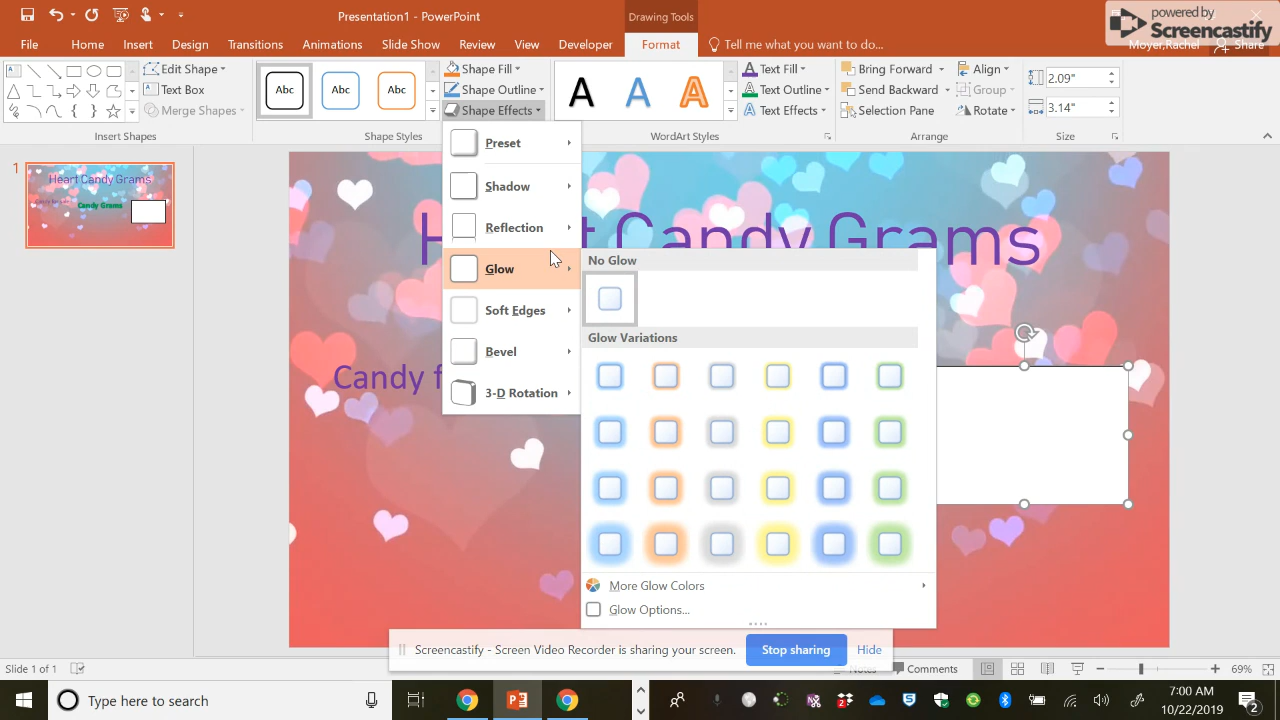 Presentation1 - PowerPoint
Drawing Tools
powered by
Screencastify
File
Home
Insert
Design
Transitions
Animations
Slide Show
Review
View
Developer
Format
Tell me what you want to do...
Moyer,Rachel
Share
Edit Shape
Text Box
Merge Shapes
Insert Shapes
Abc
Abc
Abc
Shape Fill
Shape Outline
Shape Effects
Shape Styles
A
A
A
Text Fill
Text Outline
Text Effects
WordArt Styles
Bring Forward
Send Backward
Selection Pane
Align
Group
Rotate
Arrange
2.09"
3.14"
Size
1
Heart Candy Grams
Candy Grams
Preset
Shadow
Reflection
Glow
Soft Edges
Bevel
3-D Rotation
Heart Candy Grams
Candy f
No Glow
Glow Variations
More Glow Colors
Glow Options...
Screencastify - Screen Video Recorder is sharing your screen.
Stop sharing
Hide
Slide 1 of 1
Notes
Comments
69%
Type here to search
7:00 AM
10/22/2019
2